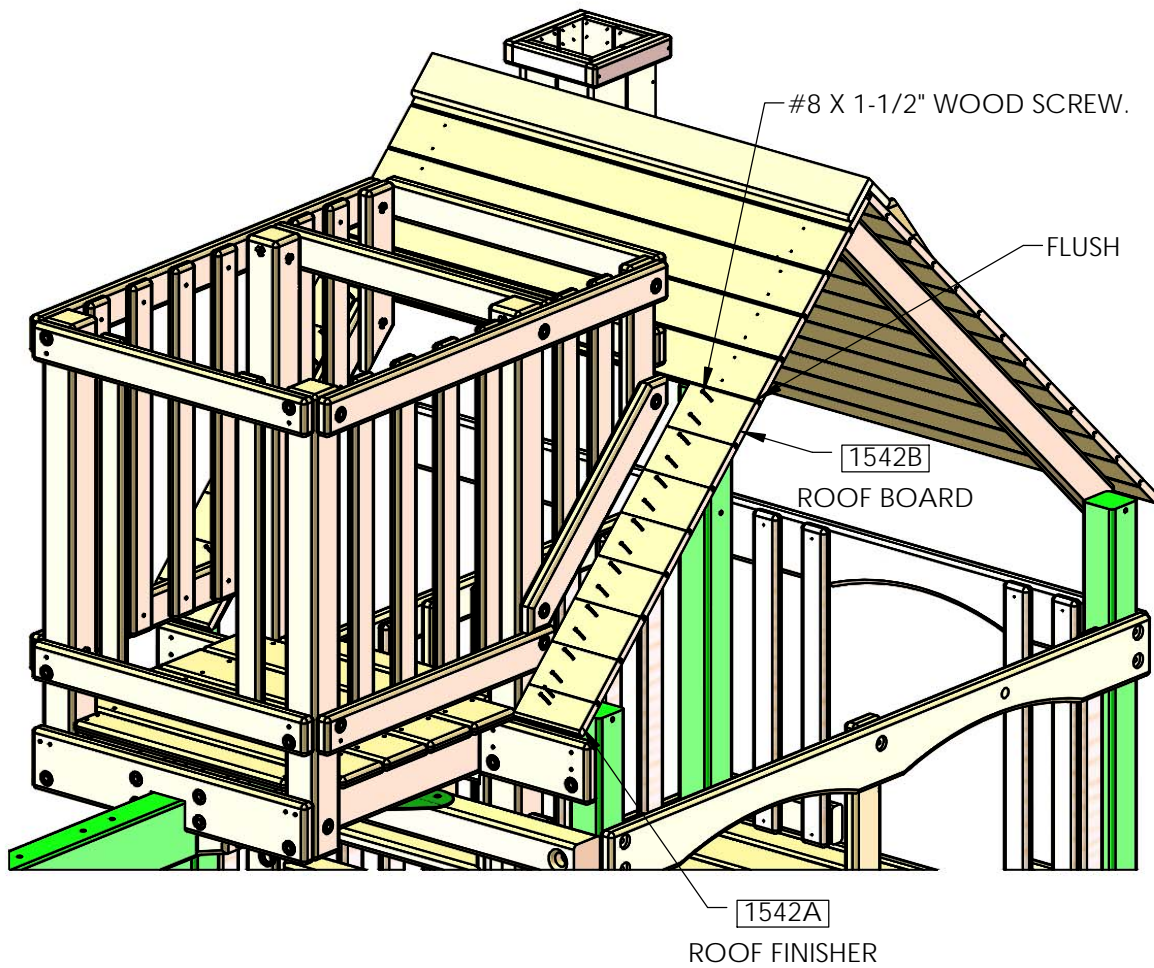 #8 X 1-1/2" WOOD SCREW.
FLUSH
1542B
ROOF BOARD
1542A
ROOF FINISHER